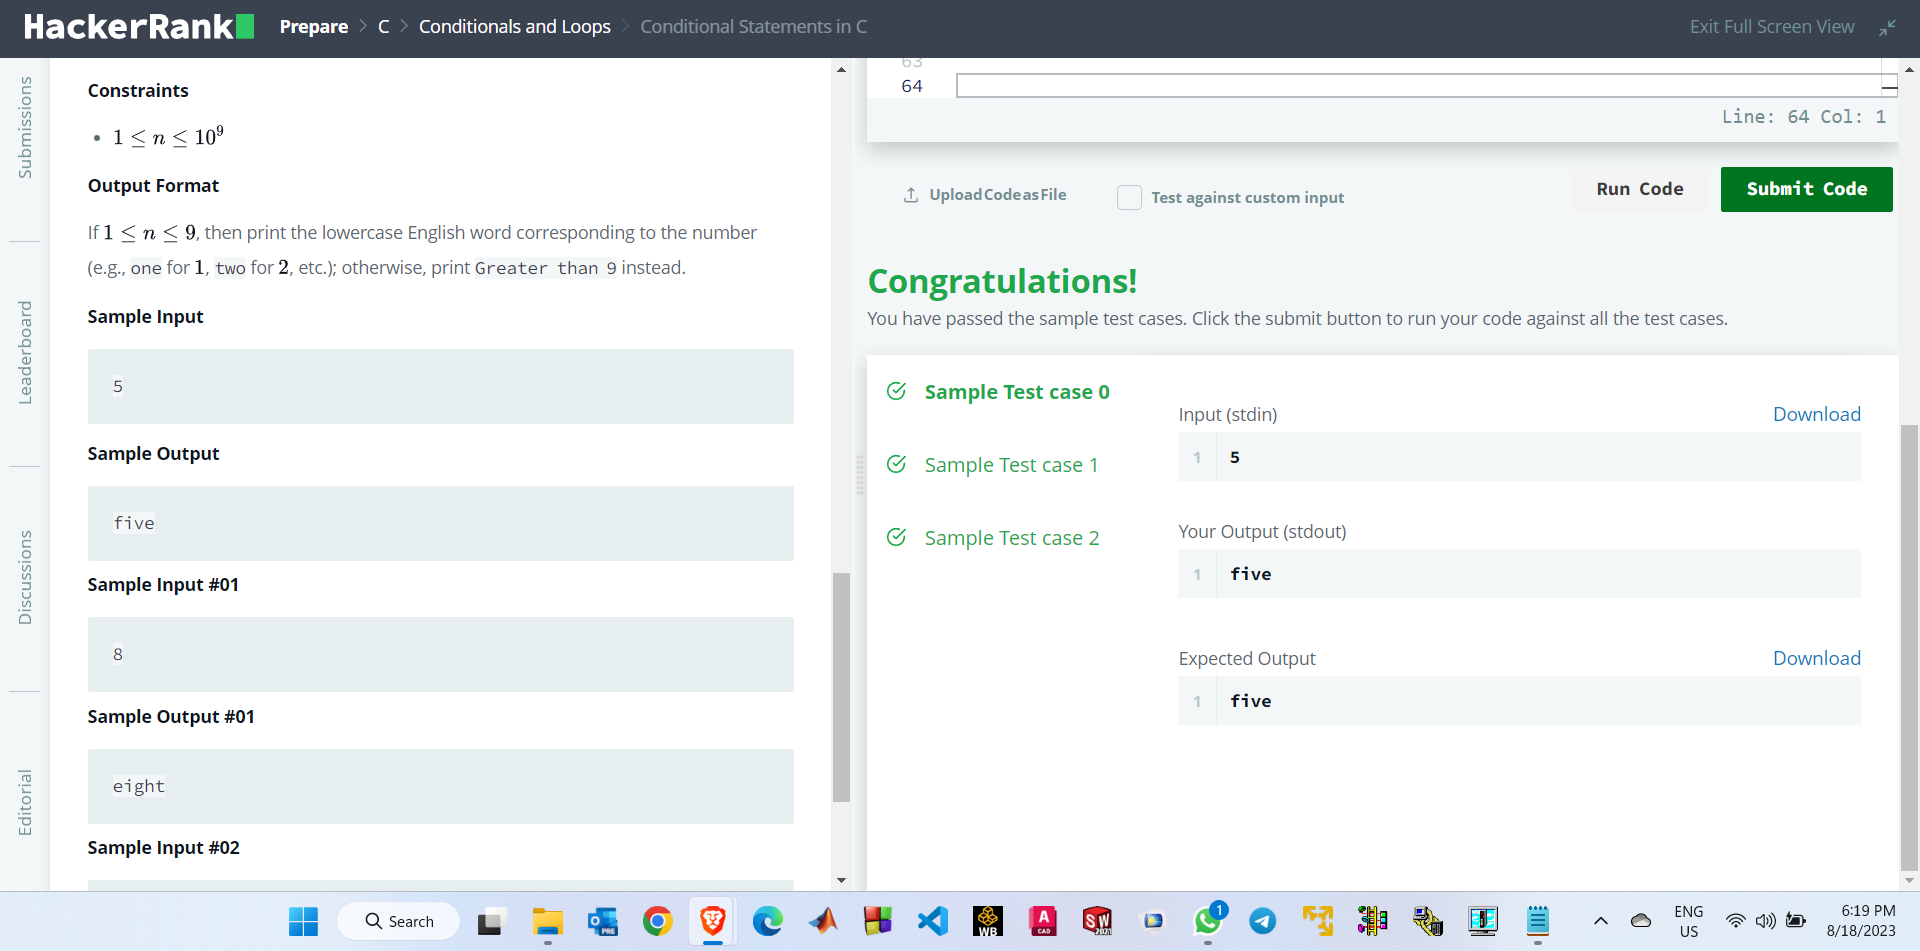 HackerRank Prepare > C > Conditionals and Loops > Conditional Statements in C Exit Full Screen View
Submissions
Leaderboard
Discussions
Editorial
Constraints
• 1 ≤ n ≤ 10⁹
Output Format
If 1 ≤ n ≤ 9, then print the lowercase English word corresponding to the number
(e.g., one for 1, two for 2, etc.); otherwise, print Greater than 9 instead.
Sample Input
5
Sample Output
five
Sample Input #01
8
Sample Output #01
eight
Sample Input #02
63
64
Line: 64 Col: 1
Upload Code as File
Test against custom input
Run Code
Submit Code
Congratulations!
You have passed the sample test cases. Click the submit button to run your code against all the test cases.
Sample Test case 0
Sample Test case 1
Sample Test case 2
Input (stdin)
Download
1 5
Your Output (stdout)
1 five
Expected Output
Download
1 five
Search
PRE
WB
A
CAD
SW
2021
1
ENG
US
6:19 PM
8/18/2023